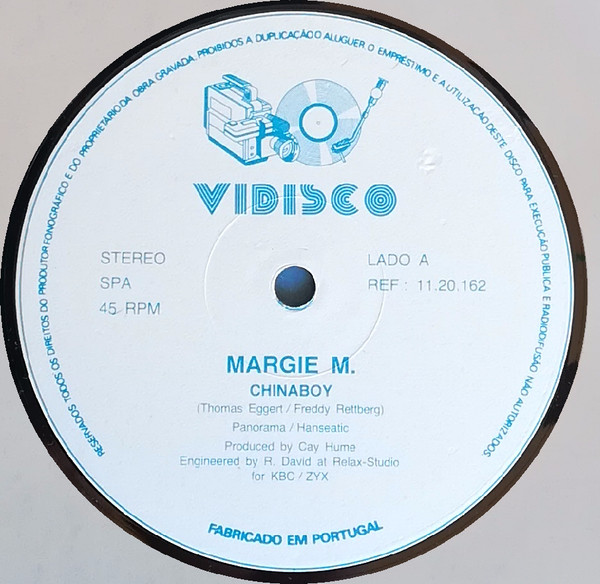 RESERVADOS TODOS OS DIREITOS DO PRODUTOR FONOGRÁFICO E DO PROPRIETÁRIO DA OBRA GRAVADA. PROIBIDOS A DUPLICAÇÃO O ALUGUER. O EMPRÉSTIMO E A UTILIZAÇÃO DESTE DISCO PARA EXECUÇÃO PUBLICA E RADIODIFUSÃO NÃO AUTORIZADOS
VIDISCO
STEREO
SPA
45 RPM
LADO A
REF : 11.20.162
MARGIE M.
CHINABOY
(Thomas Eggert / Freddy Rettberg)
Panorama / Hanseatic
Produced by Cay Hume
Engineered by R. David at Relax-Studio
for KBC / ZYX
FABRICADO EM PORTUGAL